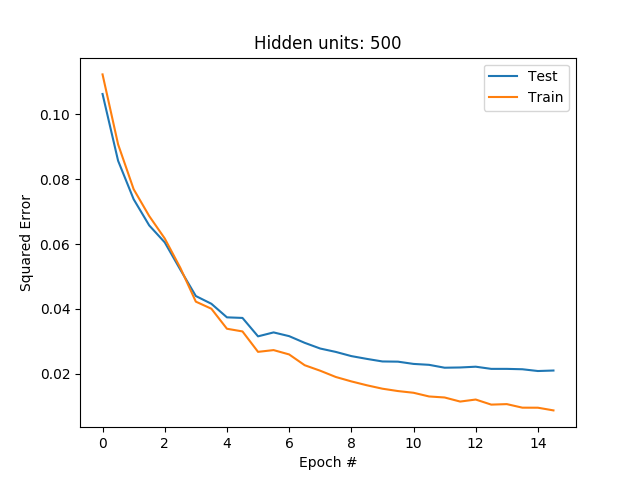 Hidden units: 500
Test
Train
0.10
0.08
0.06
0.04
0.02
Squared Error
0 2 4 6 8 10 12 14
Epoch #